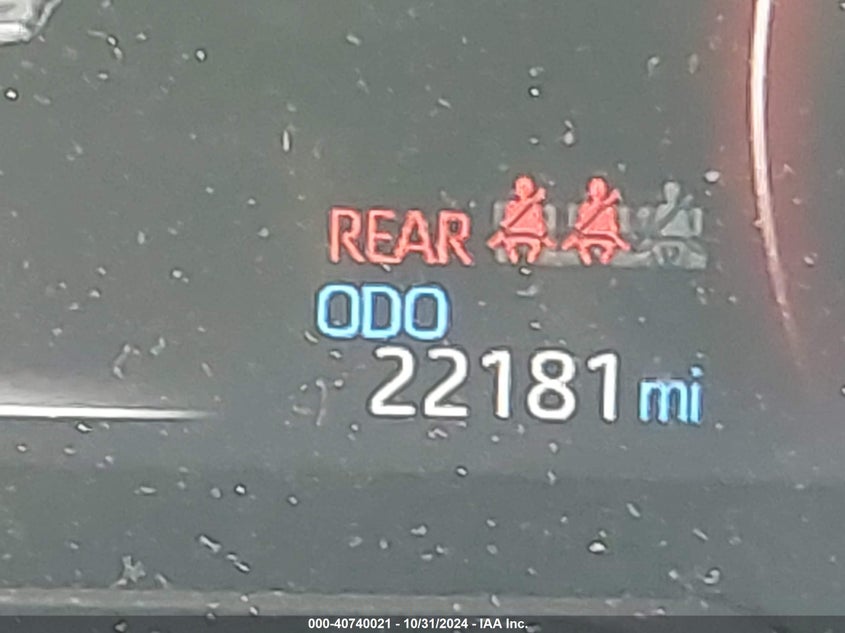 REAR
ODO
22181 mi
000-40740021 - 10/31/2024 - IAA Inc.